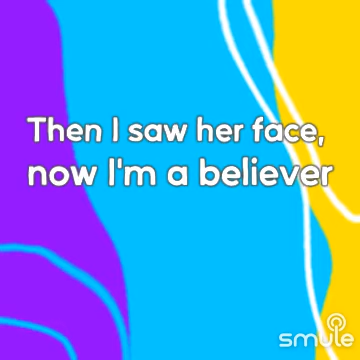 Then I saw her face,
now I'm a believer
smule